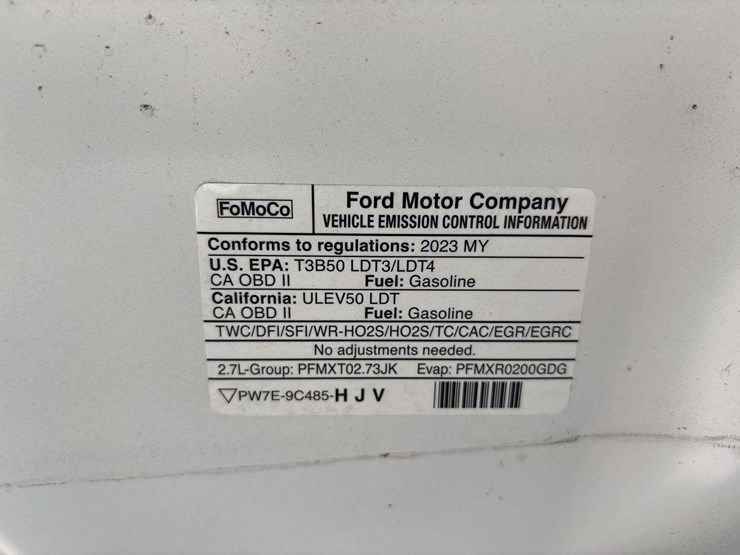 FoMoCo
Ford Motor Company
VEHICLE EMISSION CONTROL INFORMATION
Conforms to regulations: 2023 MY
U.S. EPA: T3B50 LDT3/LDT4
CA OBD II Fuel: Gasoline
California: ULEV50 LDT
CA OBD II Fuel: Gasoline
TWC/DFI/SFI/WR-HO2S/HO2S/TC/CAC/EGR/EGRC
No adjustments needed.
2.7L-Group: PFMXT02.73JK Evap: PFMXR0200GDG
▽PW7E-9C485-H J V